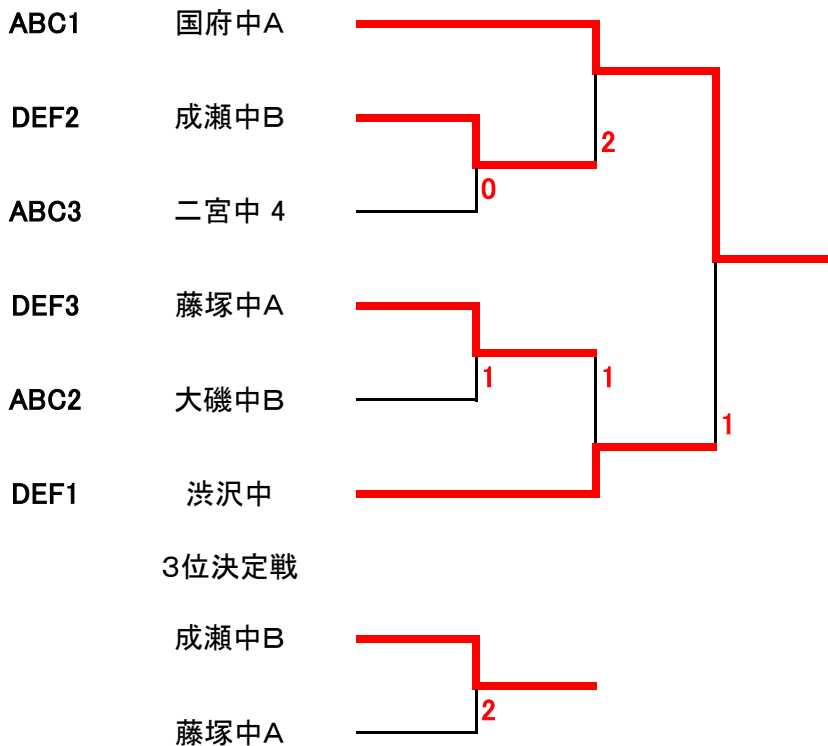 ABC1 国府中A
DEF2 成瀬中B
2
0
ABC3 二宮中 4
DEF3 藤塚中A
1 1
ABC2 大磯中B
1
DEF1 渋沢中
3位決定戦
成瀬中B
2
藤塚中A